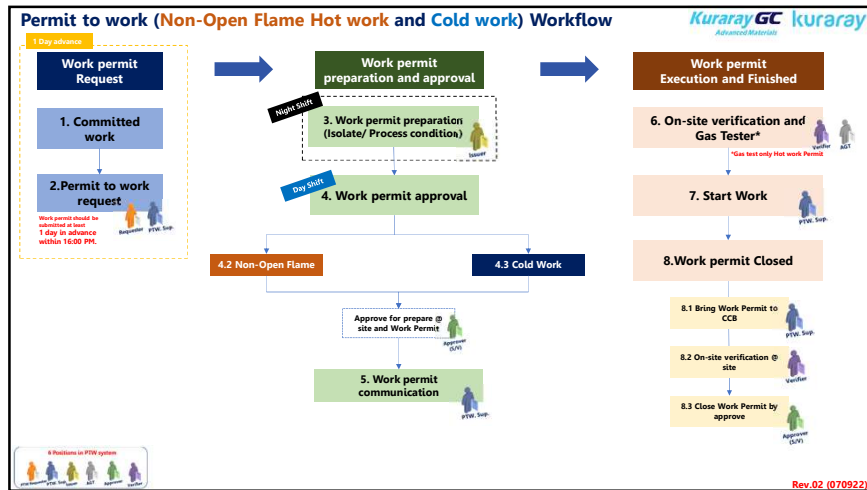 Permit to work (Non-Open Flame Hot work and Cold work) Workflow
Kuraray GC
Advanced Materials
kuraray
1 Day advance
Work permit
Request
1. Committed
work
2.Permit to work
request
Requester
PTW. Sup.
Work permit should be
submitted at least
1 day in advance
within 16:00 PM.
Work permit
preparation and approval
Night Shift
3. Work permit preparation
(Isolate/ Process condition)
Issuer
Day Shift
4. Work permit approval
4.2 Non-Open Flame
4.3 Cold Work
Approve for prepare @
site and Work Permit
Approver
(S/V)
5. Work permit
communication
PTW. Sup.
Work permit
Execution and Finished
6. On-site verification and
Gas Tester*
Verifier
AGT
*Gas test only Hot work Permit
7. Start Work
PTW. Sup.
8.Work permit Closed
8.1 Bring Work Permit to
CCB
PTW. Sup.
8.2 On-site verification @
site
Verifier
8.3 Close Work Permit by
approve
Approver
(S/V)
6 Positions in PTW system
PTW. Sup.
Issuer
AGT
Approver
Verifier
Rev.02 (070922)